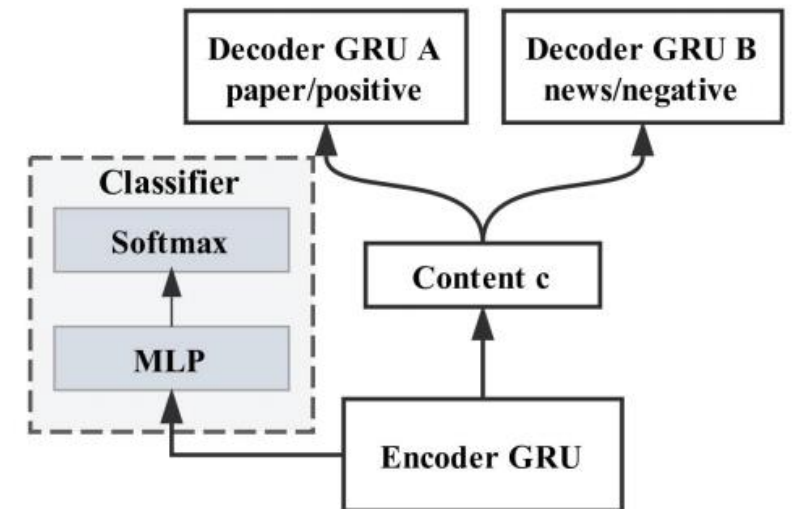 Decoder GRU A
paper/positive
Decoder GRU B
news/negative
Classifier
Softmax
MLP
Content c
Encoder GRU